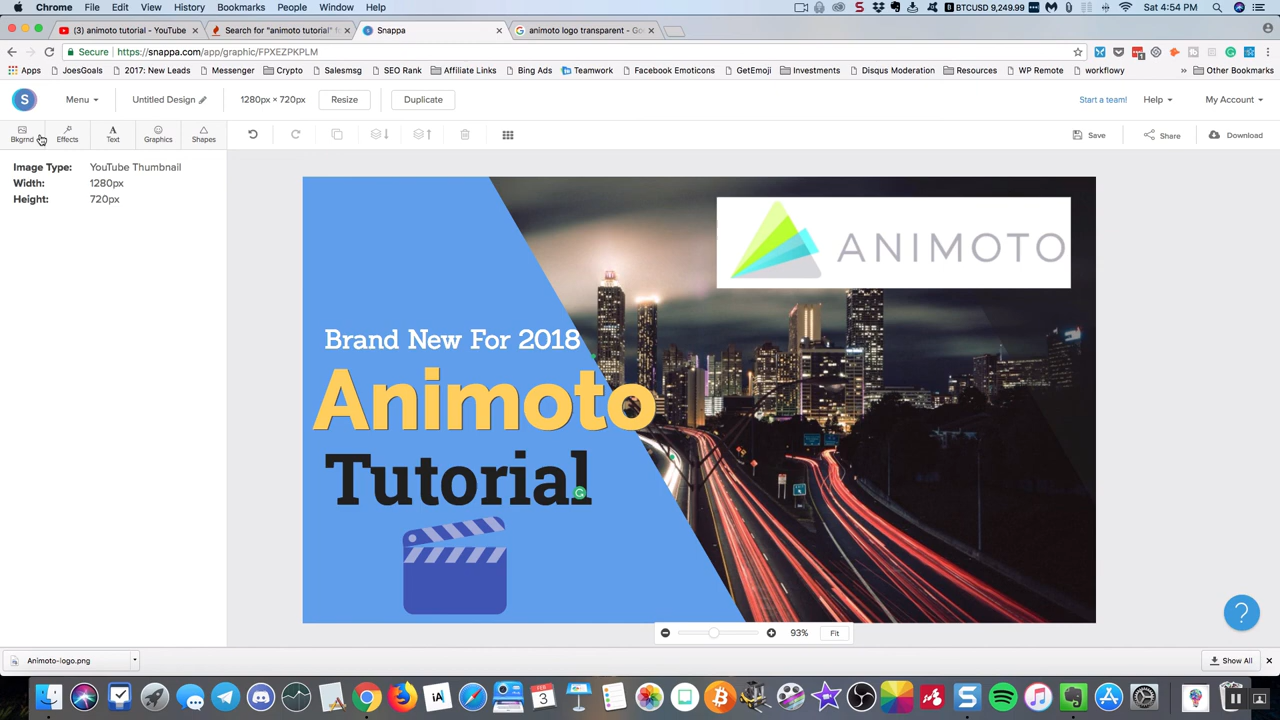 Chrome File Edit View History Bookmarks People Window Help BTCUSD 9,249.99 Sat 4:54 PM
(3) animoto tutorial - YouTube Search for "animoto tutorial" Snappa animoto logo transparent - Go
Secure https://snappa.com/app/graphic/FPXEZPKPLM
Apps JoesGoals 2017: New Leads Messenger Crypto Salesmsg SEO Rank Affiliate Links Bing Ads Teamwork Facebook Emoticons GetEmoji Investments Disqus Moderation Resources WP Remote workflowy » Other Bookmarks
S Menu Untitled Design 1280px × 720px Resize Duplicate Start a team! Help My Account
Bkgrnd Effects Text Graphics Shapes Save Share Download
Image Type: YouTube Thumbnail
Width: 1280px
Height: 720px
ANIMOTO
Brand New For 2018
Animoto
Tutorial
93% Fit
?
Animoto-logo.png Show All
FEB
3